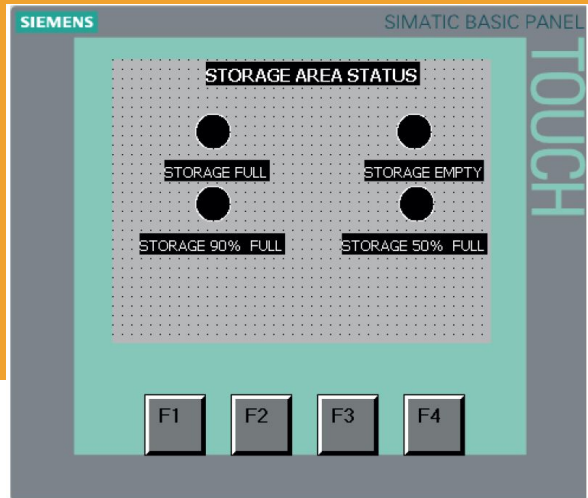 SIEMENS
SIMATIC BASIC PANEL
TOUCH
STORAGE AREA STATUS
STORAGE FULL
STORAGE EMPTY
STORAGE 90% FULL
STORAGE 50% FULL
F1
F2
F3
F4